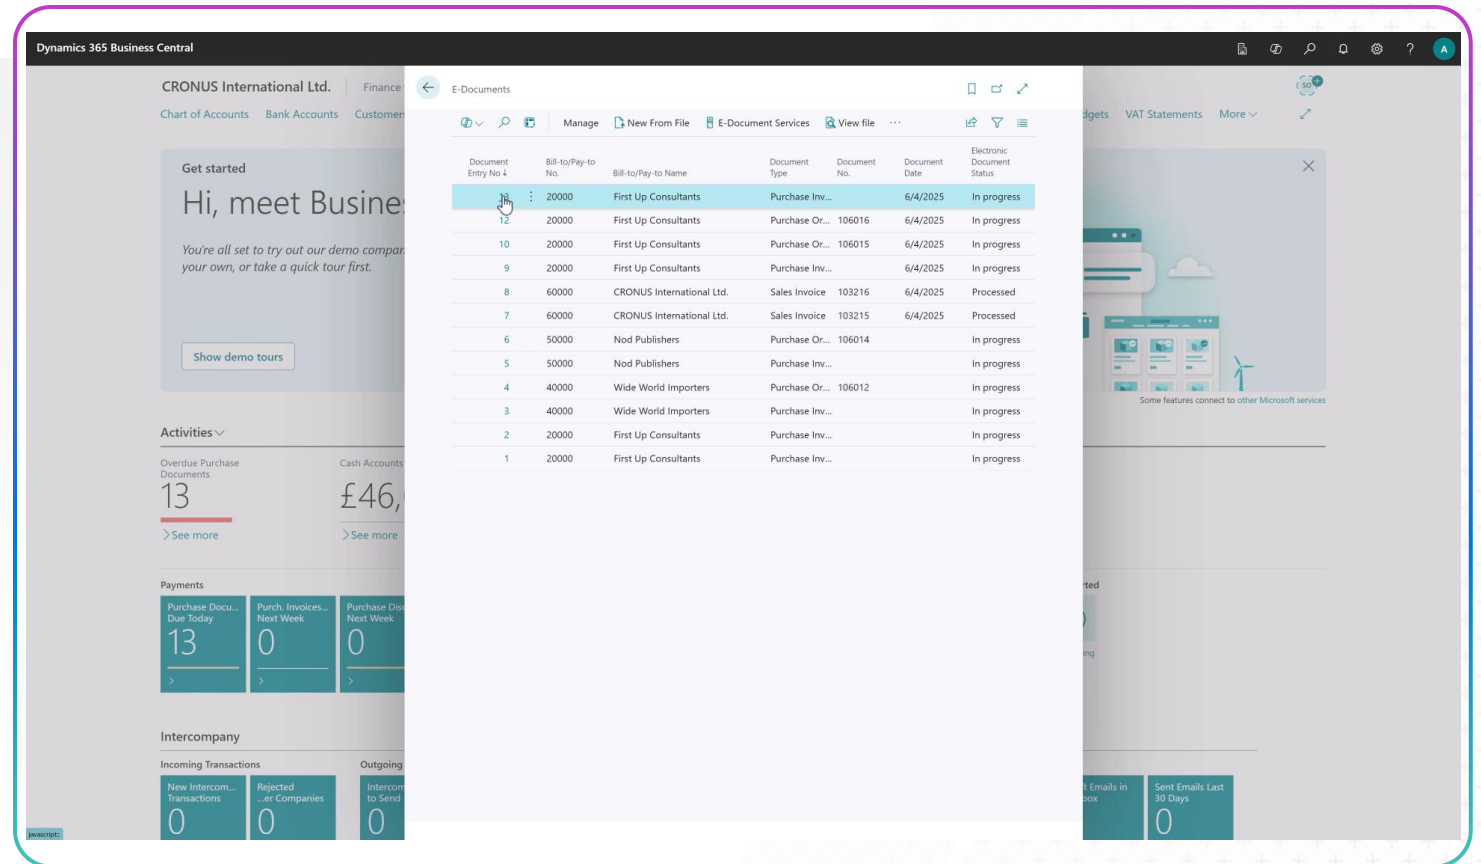 Dynamics 365 Business Central
?
A
CRONUS International Ltd.
Finance
SO
Chart of Accounts Bank Accounts Customer
dgets VAT Statements More
E-Documents
Manage New From File E-Document Services View file ...
Document Entry No ↓ Bill-to/Pay-to No. Bill-to/Pay-to Name Document Type Document No. Document Date Electronic Document Status
13 20000 First Up Consultants Purchase Inv... 6/4/2025 In progress
12 20000 First Up Consultants Purchase Or... 106016 6/4/2025 In progress
10 20000 First Up Consultants Purchase Or... 106015 6/4/2025 In progress
9 20000 First Up Consultants Purchase Inv... 6/4/2025 In progress
8 60000 CRONUS International Ltd. Sales Invoice 103216 6/4/2025 Processed
7 60000 CRONUS International Ltd. Sales Invoice 103215 6/4/2025 Processed
6 50000 Nod Publishers Purchase Or... 106014 In progress
5 50000 Nod Publishers Purchase Inv... In progress
4 40000 Wide World Importers Purchase Or... 106012 In progress
3 40000 Wide World Importers Purchase Inv... In progress
2 20000 First Up Consultants Purchase Inv... In progress
1 20000 First Up Consultants Purchase Inv... In progress
Get started
Hi, meet Busine
You're all set to try out our demo compan
your own, or take a quick tour first.
Show demo tours
Some features connect to other Microsoft services
Activities
Overdue Purchase
Documents
13
See more
Cash Accounts
£46,
See more
Payments
Purchase Docu...
Due Today
13
Purch. Invoices...
Next Week
0
Purchase Disc
Next Week
0
rted
ing
Intercompany
Incoming Transactions
Outgoing
New Intercom...
Transactions
0
Rejected
...er Companies
0
Intercom
to Send
0
t Emails in
box
Sent Emails Last
30 Days
0
javascript:;